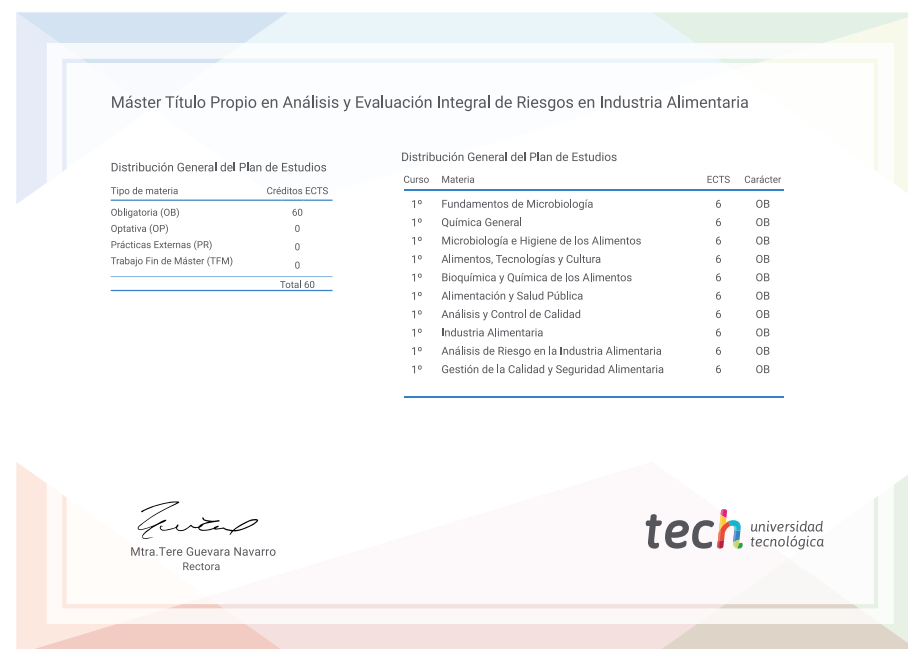 Máster Título Propio en Análisis y Evaluación Integral de Riesgos en Industria Alimentaria
Distribución General del Plan de Estudios
Tipo de materia Créditos ECTS
Obligatoria (OB) 60
Optativa (OP) 0
Prácticas Externas (PR) 0
Trabajo Fin de Máster (TFM) 0
Total 60
Distribución General del Plan de Estudios
Curso Materia ECTS Carácter
1º Fundamentos de Microbiología 6 OB
1º Química General 6 OB
1º Microbiología e Higiene de los Alimentos 6 OB
1º Alimentos, Tecnologías y Cultura 6 OB
1º Bioquímica y Química de los Alimentos 6 OB
1º Alimentación y Salud Pública 6 OB
1º Análisis y Control de Calidad 6 OB
1º Industria Alimentaria 6 OB
1º Análisis de Riesgo en la Industria Alimentaria 6 OB
1º Gestión de la Calidad y Seguridad Alimentaria 6 OB
Mtra.Tere Guevara Navarro
Rectora
tech universidad
tecnológica